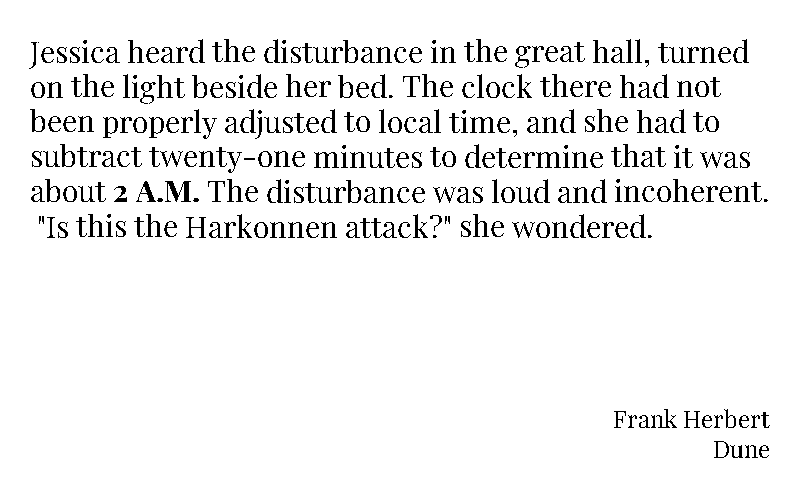 Jessica heard the disturbance in the great hall, turned
on the light beside her bed. The clock there had not
been properly adjusted to local time, and she had to
subtract twenty-one minutes to determine that it was
about 2 A.M. The disturbance was loud and incoherent.
"Is this the Harkonnen attack?" she wondered.
Frank Herbert
Dune